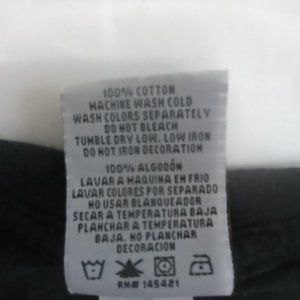 100% COTTON
MACHINE WASH COLD
WASH COLORS SEPARATELY
DO NOT BLEACH
TUMBLE DRY LOW. LOW IRON
DO NOT IRON DECORATION
100% ALGODÓN
LAVAR A MAQUINA EN FRIO
LAVAR COLORES POR SEPARADO
NO USAR BLANQUEADOR
SECAR A TEMPERATURA BAJA
PLANCHAR A TEMPERATURA
BAJA. NO PLANCHAR
DECORACION
RN# 145421